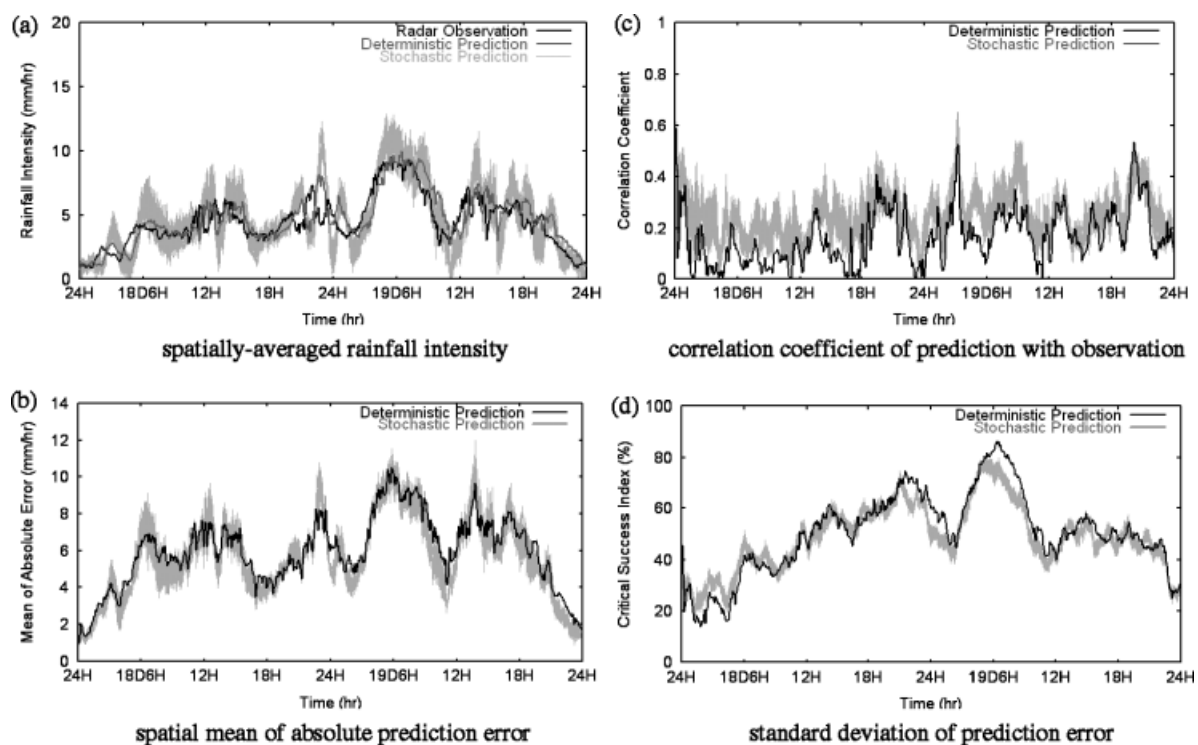 (a)
20
15
10
5
0
Rainfall Intensity (mm/hr)
Radar Observation
Deterministic Prediction
Stochastic Prediction
24H 18D6H 12H 18H 24H 19D6H 12H 18H 24H
Time (hr)
spatially-averaged rainfall intensity
(c)
1
0.8
0.6
0.4
0.2
0
Correlation Coefficient
Deterministic Prediction
Stochastic Prediction
24H 18D6H 12H 18H 24H 19D6H 12H 18H 24H
Time (hr)
correlation coefficient of prediction with observation
(b)
14
12
10
8
6
4
2
0
Mean of Absolute Error (mm/hr)
Deterministic Prediction
Stochastic Prediction
24H 18D6H 12H 18H 24H 19D6H 12H 18H 24H
Time (hr)
spatial mean of absolute prediction error
(d)
100
80
60
40
20
0
Critical Success Index (%)
Deterministic Prediction
Stochastic Prediction
24H 18D6H 12H 18H 24H 19D6H 12H 18H 24H
Time (hr)
standard deviation of prediction error